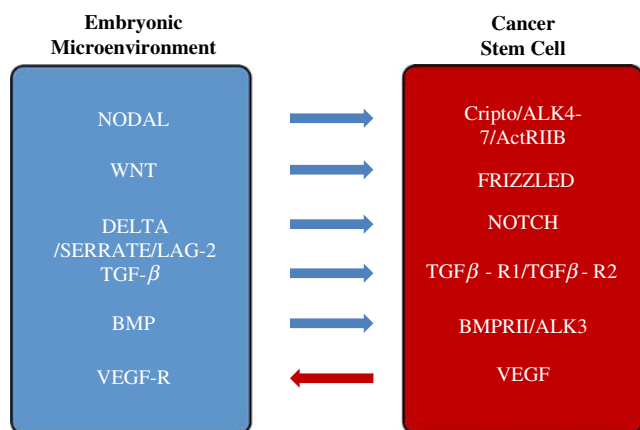 Embryonic
Microenvironment
NODAL
WNT
DELTA
/SERRATE/LAG-2
TGF-β
BMP
VEGF-R
Cancer
Stem Cell
Cripto/ALK4-
7/ActRIIB
FRIZZLED
NOTCH
TGFβ - R1/TGFβ- R2
BMPRII/ALK3
VEGF